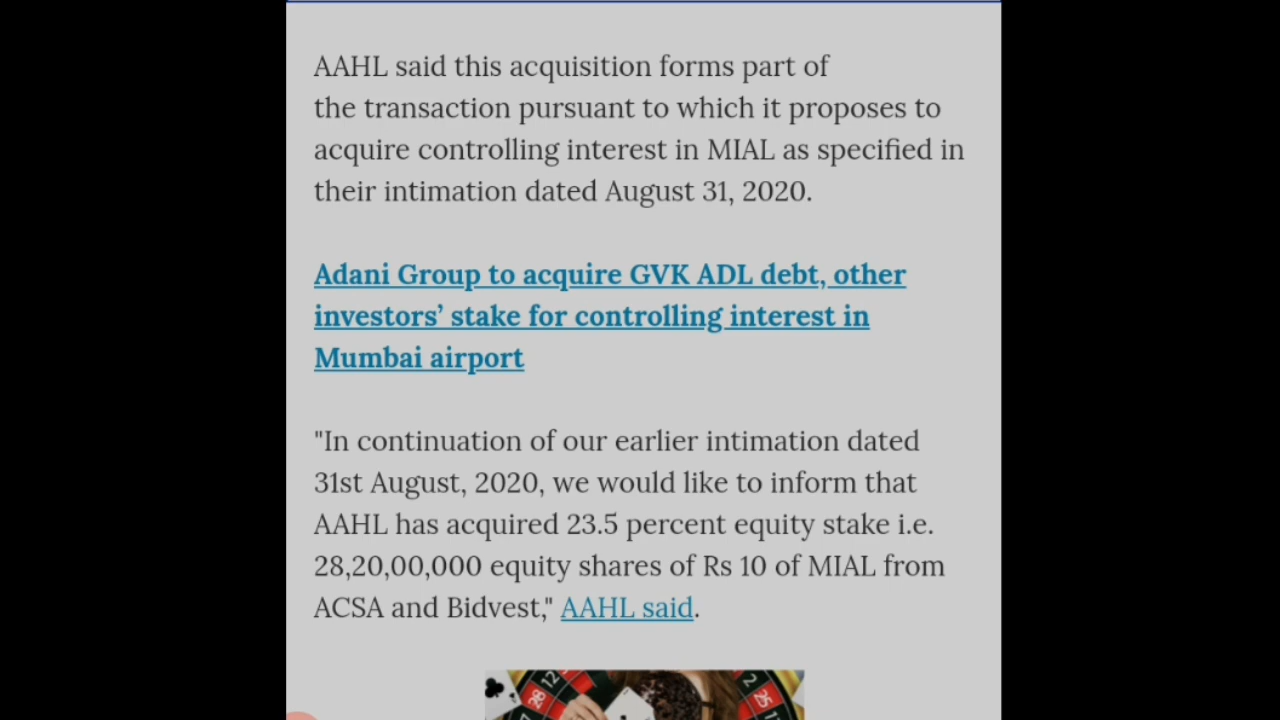 AAHL said this acquisition forms part of
the transaction pursuant to which it proposes to
acquire controlling interest in MIAL as specified in
their intimation dated August 31, 2020.
Adani Group to acquire GVK ADL debt, other
investors’ stake for controlling interest in
Mumbai airport
"In continuation of our earlier intimation dated
31st August, 2020, we would like to inform that
AAHL has acquired 23.5 percent equity stake i.e.
28,20,00,000 equity shares of Rs 10 of MIAL from
ACSA and Bidvest," AAHL said.
28 12 2 25